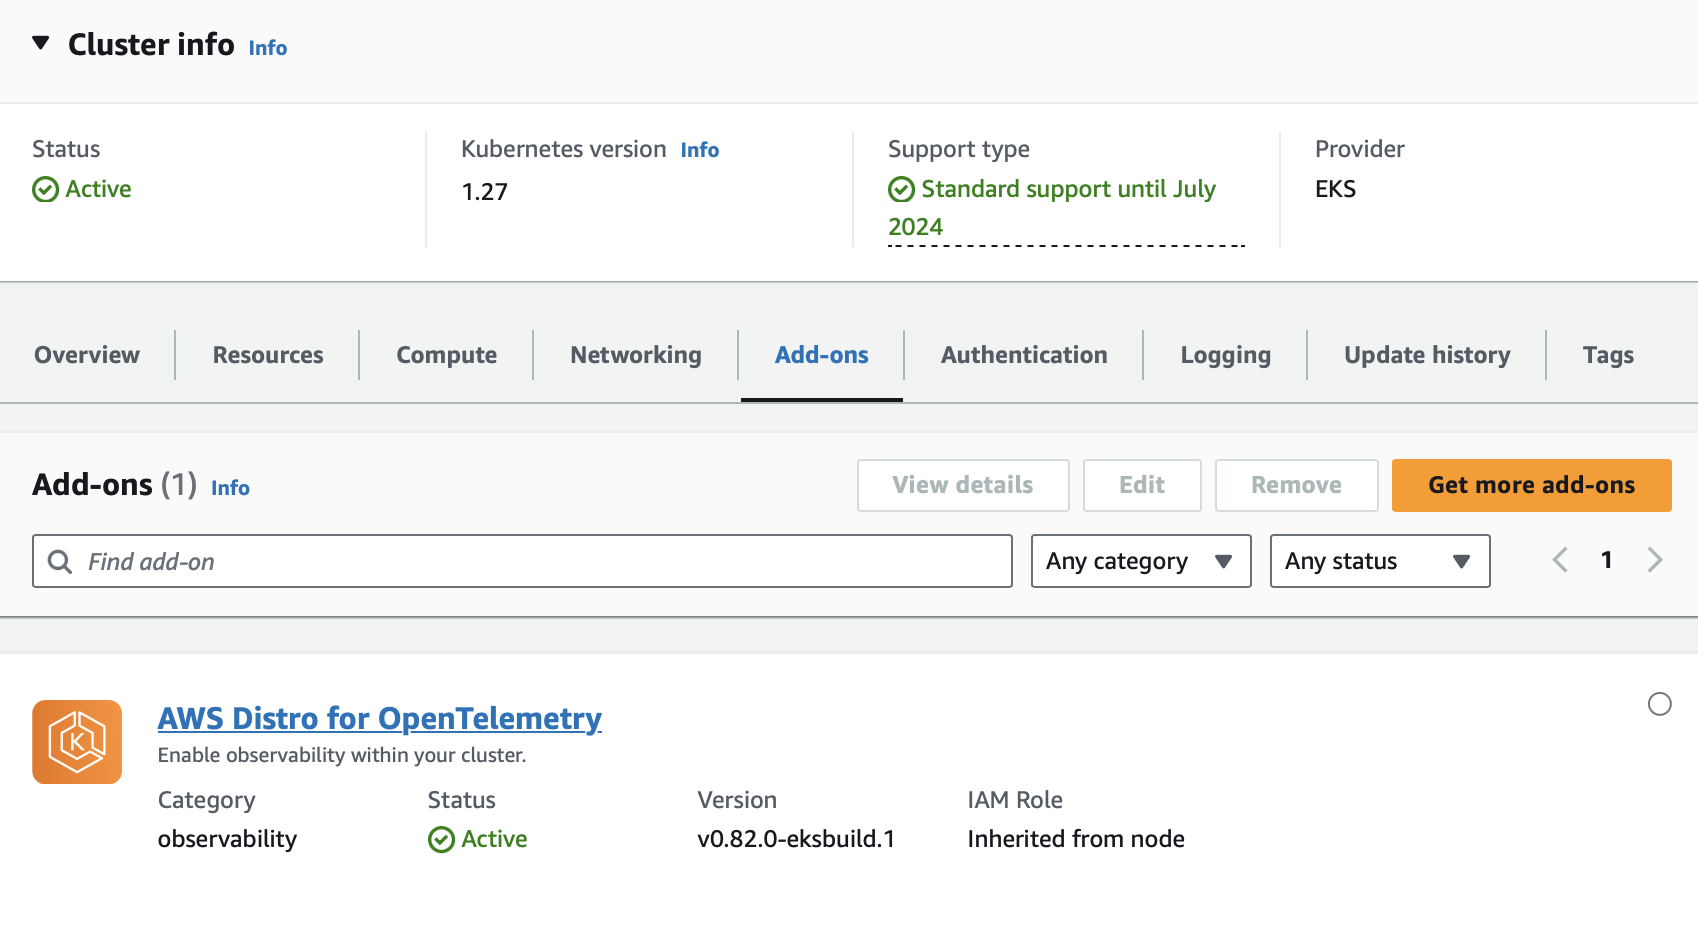 Cluster info Info
Status
Active
Kubernetes version Info
1.27
Support type
Standard support until July
2024
Provider
EKS
Overview Resources Compute Networking Add-ons Authentication Logging Update history Tags
Add-ons (1) Info View details Edit Remove Get more add-ons
Find add-on Any category Any status 1
K
AWS Distro for OpenTelemetry
Enable observability within your cluster.
Category
observability
Status
Active
Version
v0.82.0-eksbuild.1
IAM Role
Inherited from node